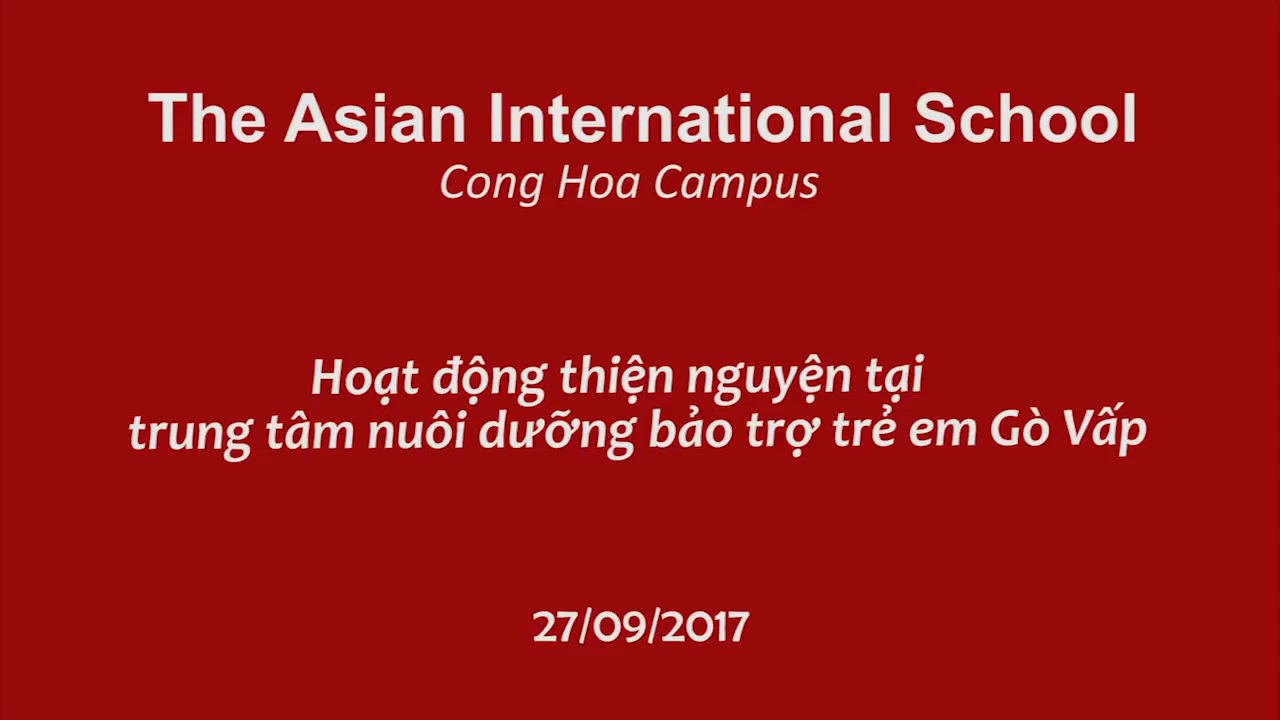 The Asian International School
Cong Hoa Campus
Hoạt động thiện nguyện tại
trung tâm nuôi dưỡng bảo trợ trẻ em Gò Vấp
27/09/2017